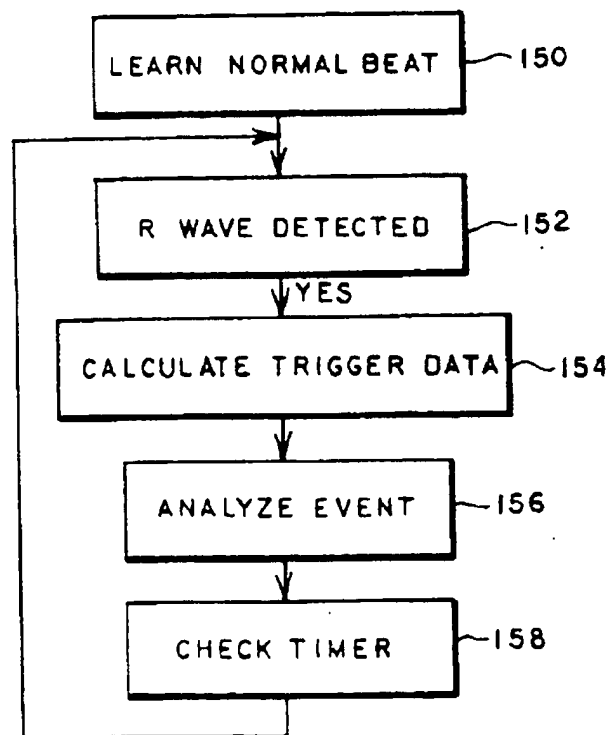 LEARN NORMAL BEAT
150
R WAVE DETECTED
152
YES
CALCULATE TRIGGER DATA
154
ANALYZE EVENT
156
CHECK TIMER
158